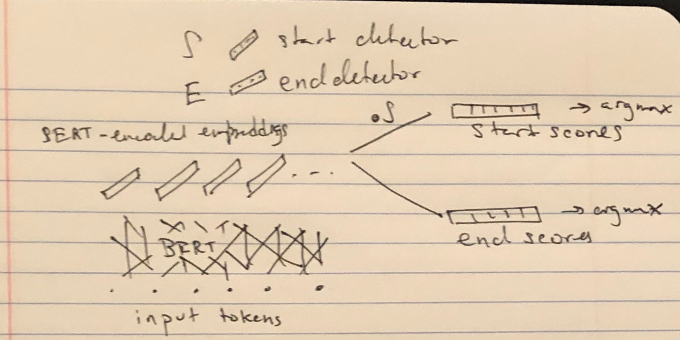 S start detector
E end detector
BERT-encoded embeddings
•S
→ argmax
start scores
...
BERT
→ argmax
end scores
input tokens